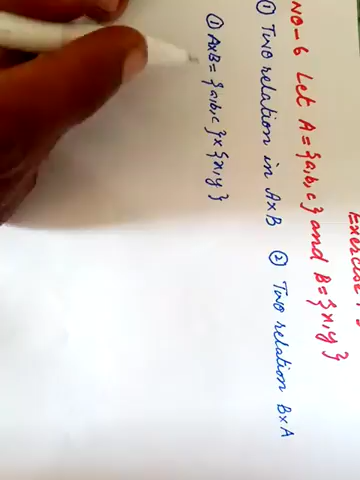 Exercise
NO-6 Let A = {a,b,c} and B = {x,y}
① Two relation in A×B ② Two relation B×A
① A×B = {a,b,c} × {x,y}